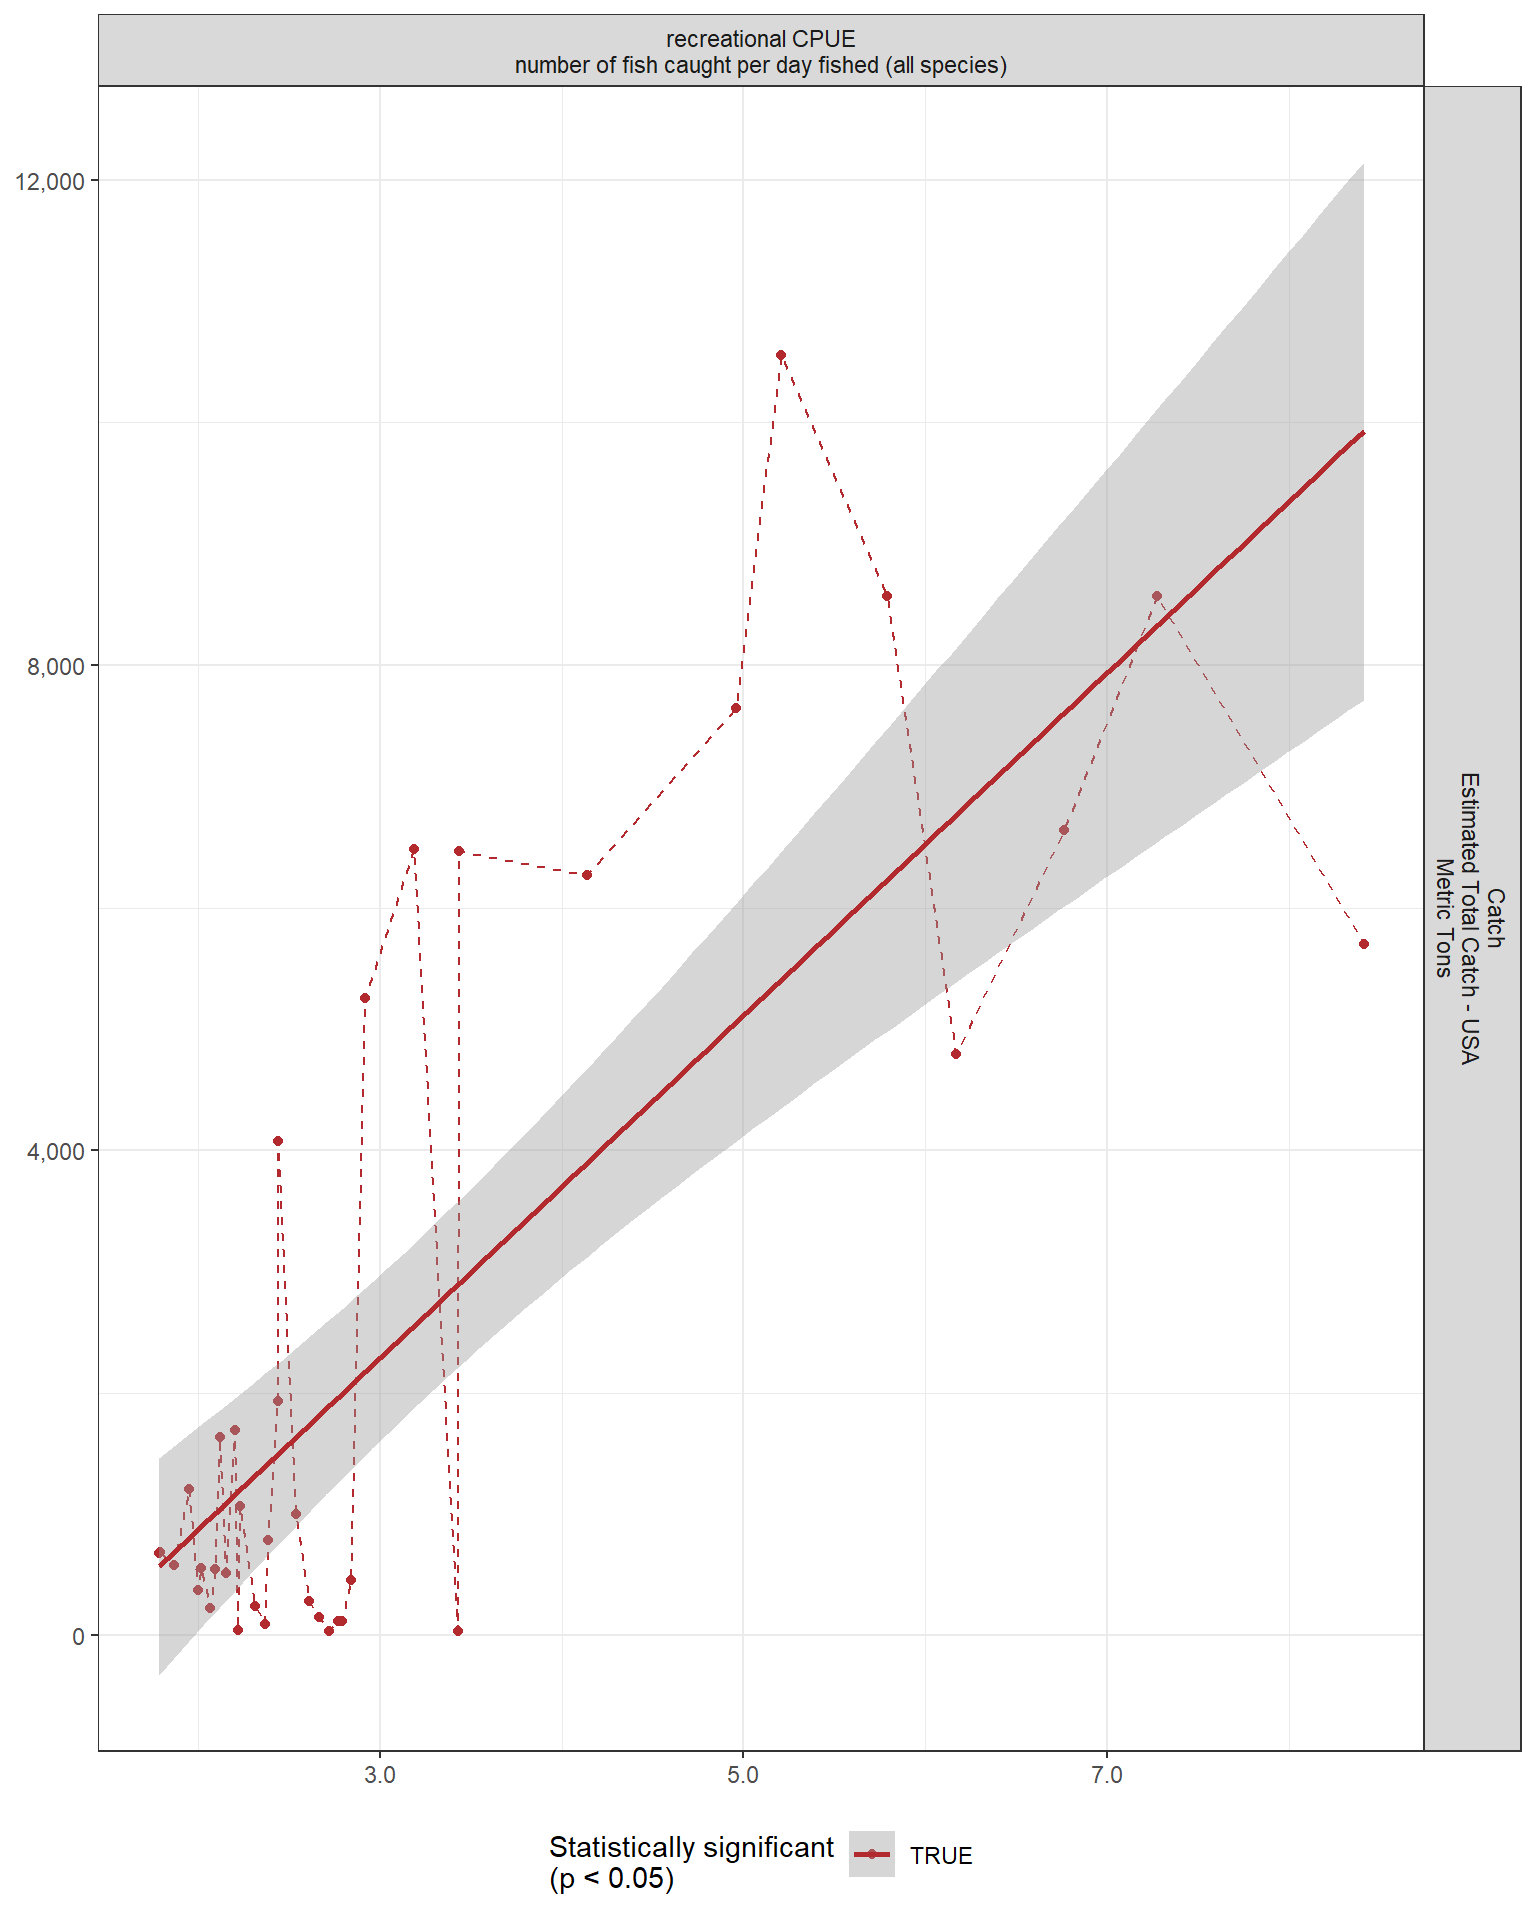 recreational CPUE
number of fish caught per day fished (all species)
12,000
8,000
4,000
0
Catch
Estimated Total Catch - USA
Metric Tons
3.0
5.0
7.0
Statistically significant
(p < 0.05)
TRUE